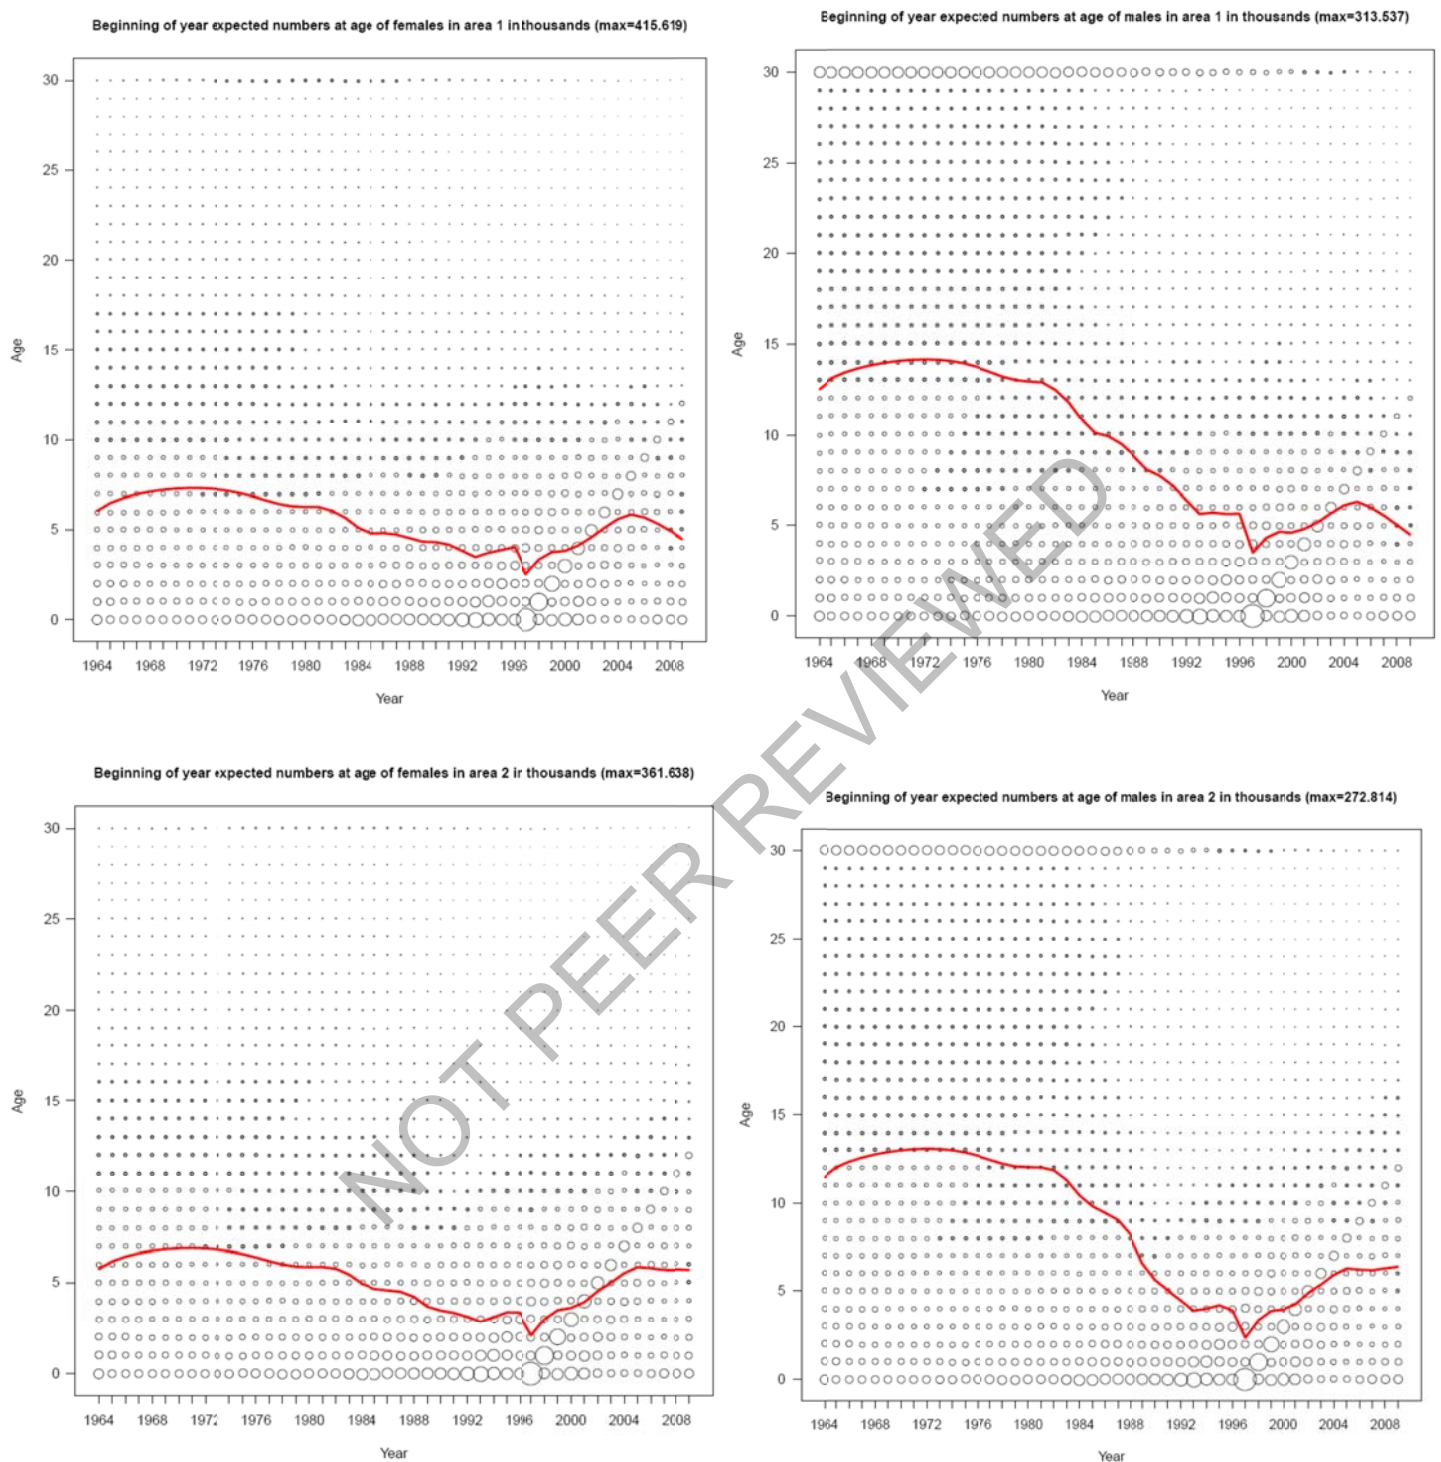 Beginning of year expected numbers at age of females in area 1 in thousands (max=415.619)
30
25
20
15
10
5
0
Age
1964 1968 1972 1976 1980 1984 1988 1992 1996 2000 2004 2008
Year
Beginning of year expected numbers at age of males in area 1 in thousands (max=313.537)
30
25
20
15
10
5
0
Age
1964 1968 1972 1976 1980 1984 1988 1992 1996 2000 2004 2008
Year
Beginning of year expected numbers at age of females in area 2 in thousands (max=361.638)
30
25
20
15
10
5
0
Age
1964 1968 1972 1976 1980 1984 1988 1992 1996 2000 2004 2008
Year
Beginning of year expected numbers at age of males in area 2 in thousands (max=272.814)
30
25
20
15
10
5
0
Age
1964 1968 1972 1976 1980 1984 1988 1992 1996 2000 2004 2008
Year
NOT PEER REVIEWED